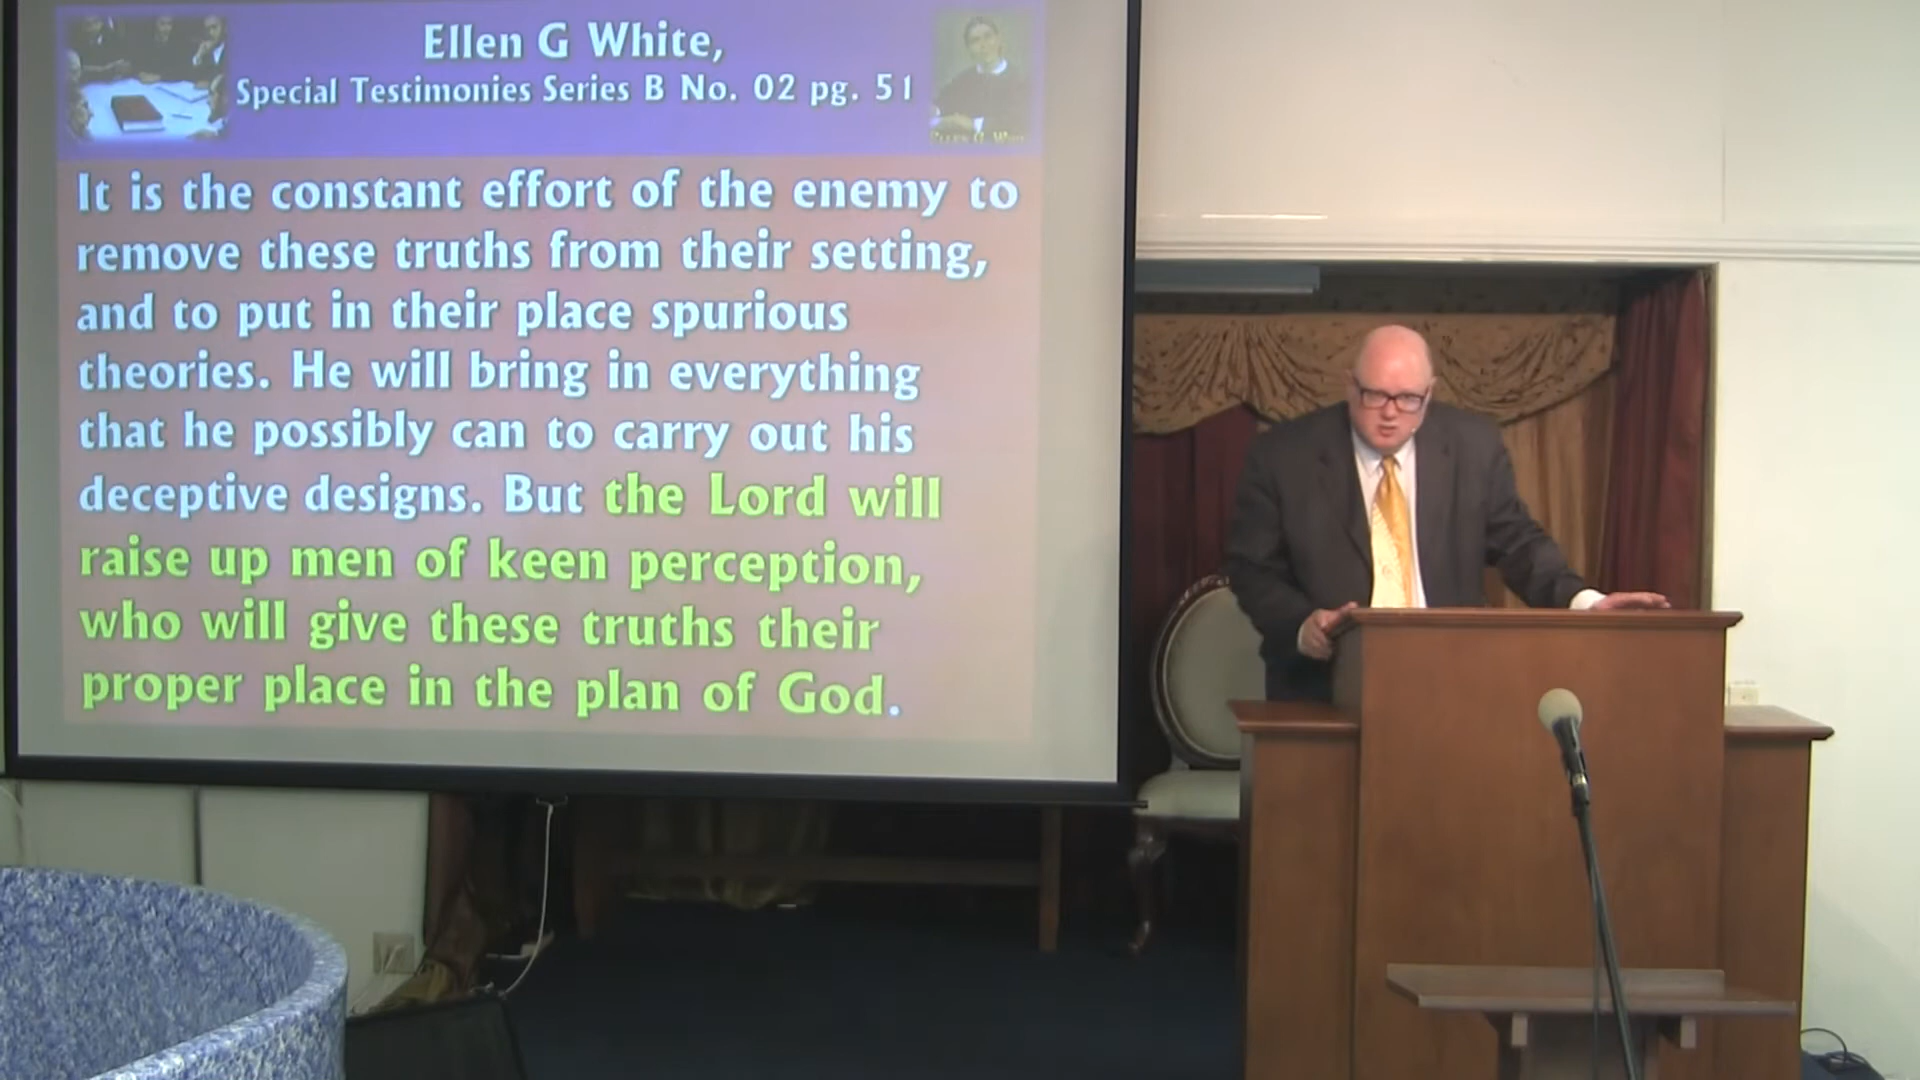 Ellen G White,
Special Testimonies Series B No. 02 pg. 51
It is the constant effort of the enemy to
remove these truths from their setting,
and to put in their place spurious
theories. He will bring in everything
that he possibly can to carry out his
deceptive designs. But the Lord will
raise up men of keen perception,
who will give these truths their
proper place in the plan of God.